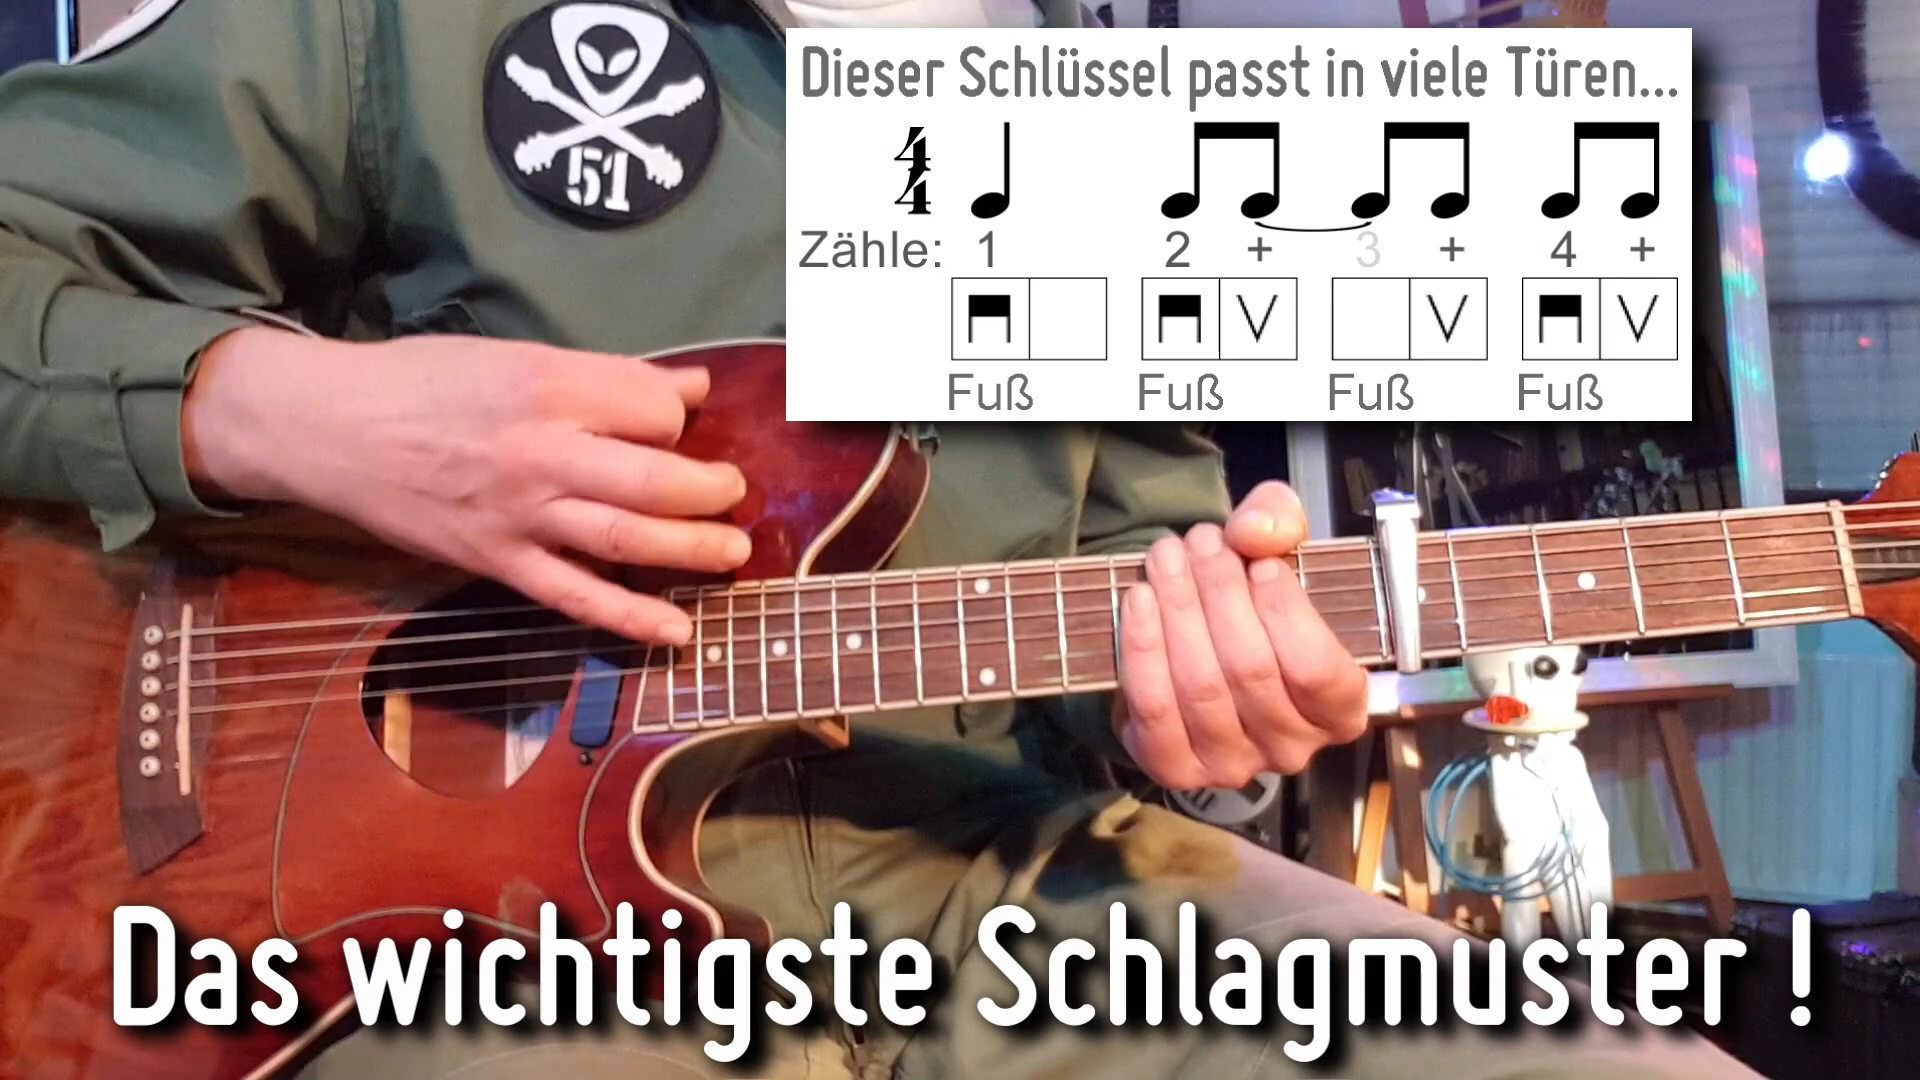 Dieser Schlüssel passt in viele Türen...
4
4
Zähle: 1 2 + 3 + 4 +
Fuß Fuß Fuß Fuß
51
Das wichtigste Schlagmuster !